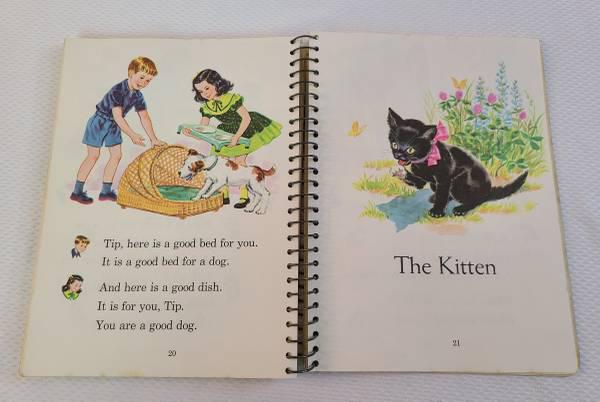 Tip, here is a good bed for you.
It is a good bed for a dog.
And here is a good dish.
It is for you, Tip.
You are a good dog.
20
The Kitten
21